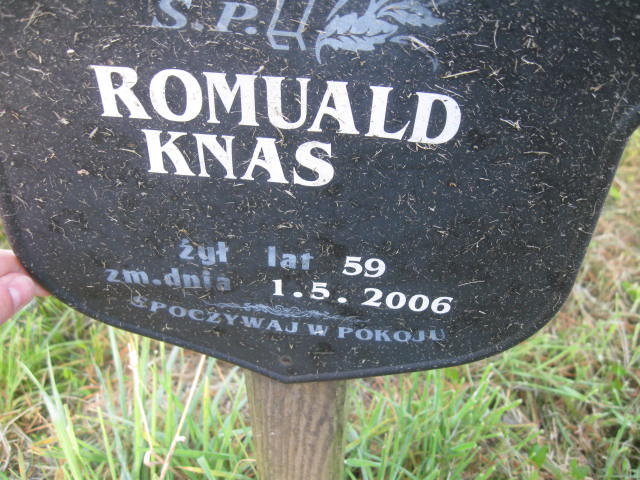 S.P.
ROMUALD
KNAS
żył lat 59
zm.dnia 1.5.2006
SPOCZYWAJ W POKOJU